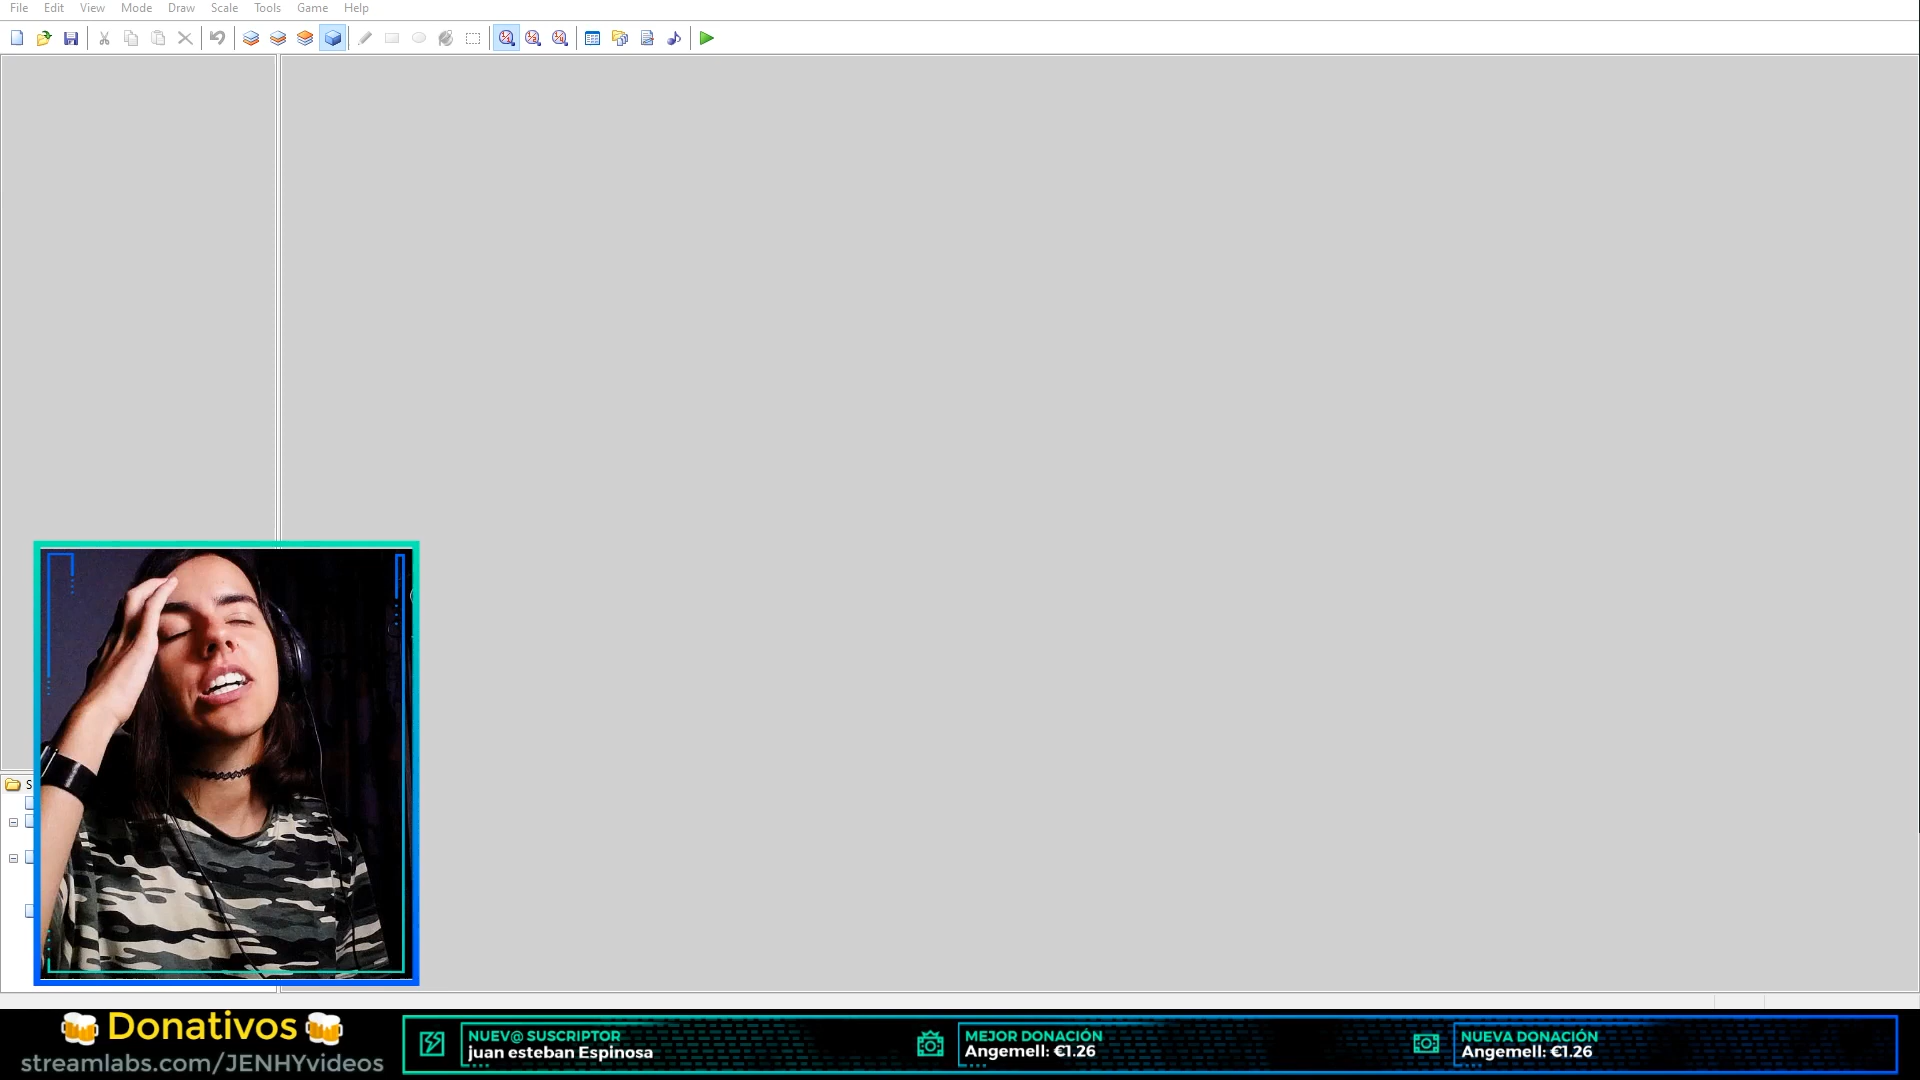 File Edit View Mode Draw Scale Tools Game Help
S
Donativos
streamlabs.com/JENHYvideos
NUEV@ SUSCRIPTOR
juan esteban Espinosa
MEJOR DONACIÓN
Angemell: €1.26
NUEVA DONACIÓN
Angemell: €1.26